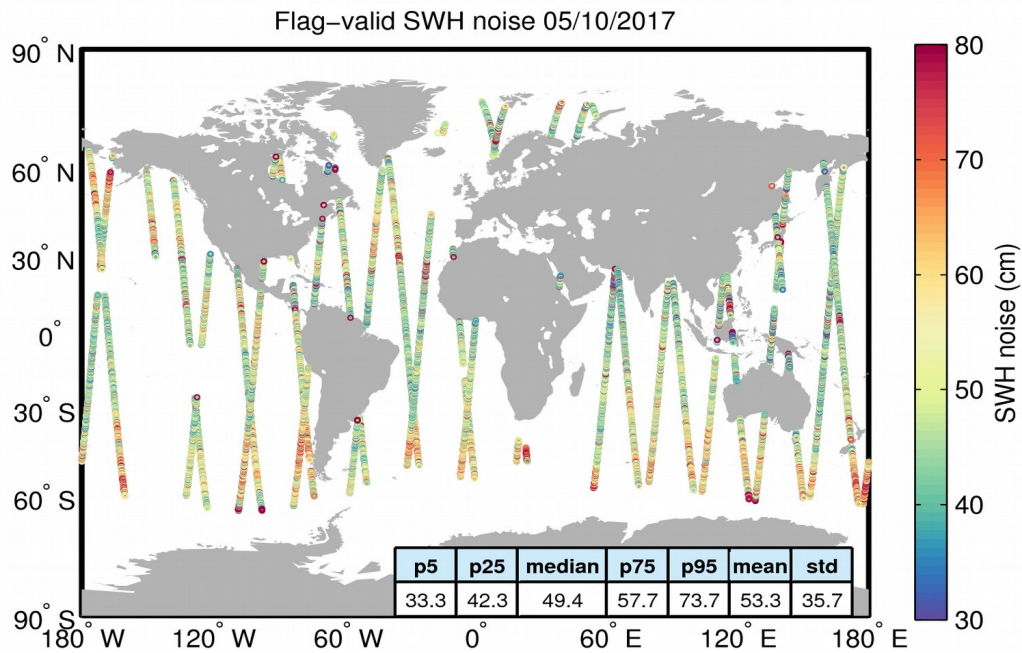 Flag−valid SWH noise 05/10/2017
90° N
60° N
30° N
0°
30° S
60° S
90° S
180° W
120° W
60° W
0°
60° E
120° E
180° E
80
70
60
50
40
30
SWH noise (cm)
p5 p25 median p75 p95 mean std
33.3 42.3 49.4 57.7 73.7 53.3 35.7